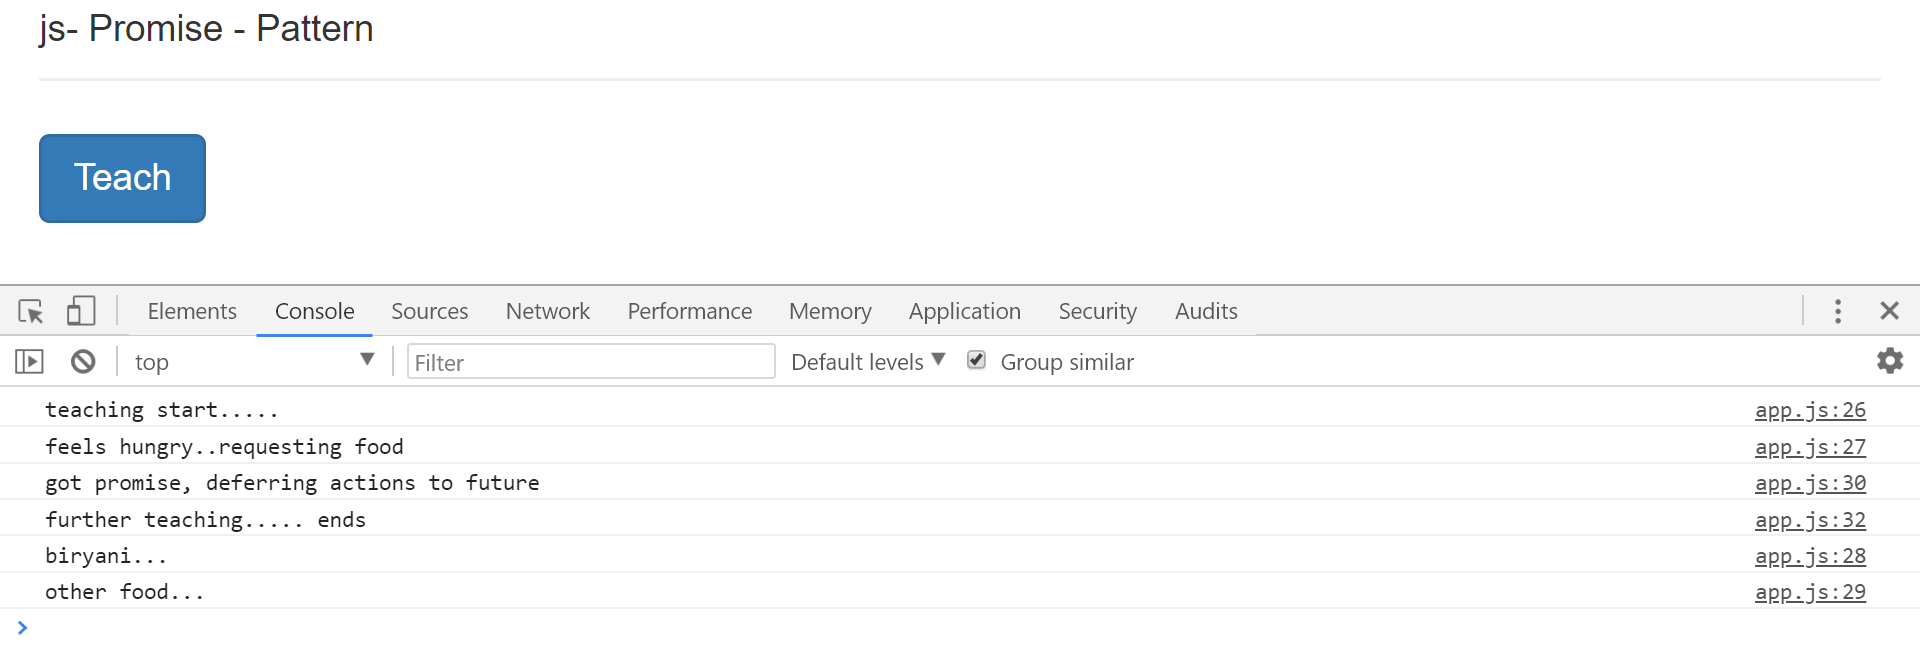 js- Promise - Pattern
Teach
Elements Console Sources Network Performance Memory Application Security Audits
top Filter Default levels Group similar
teaching start..... app.js:26
feels hungry..requesting food app.js:27
got promise, deferring actions to future app.js:30
further teaching..... ends app.js:32
biryani... app.js:28
other food... app.js:29